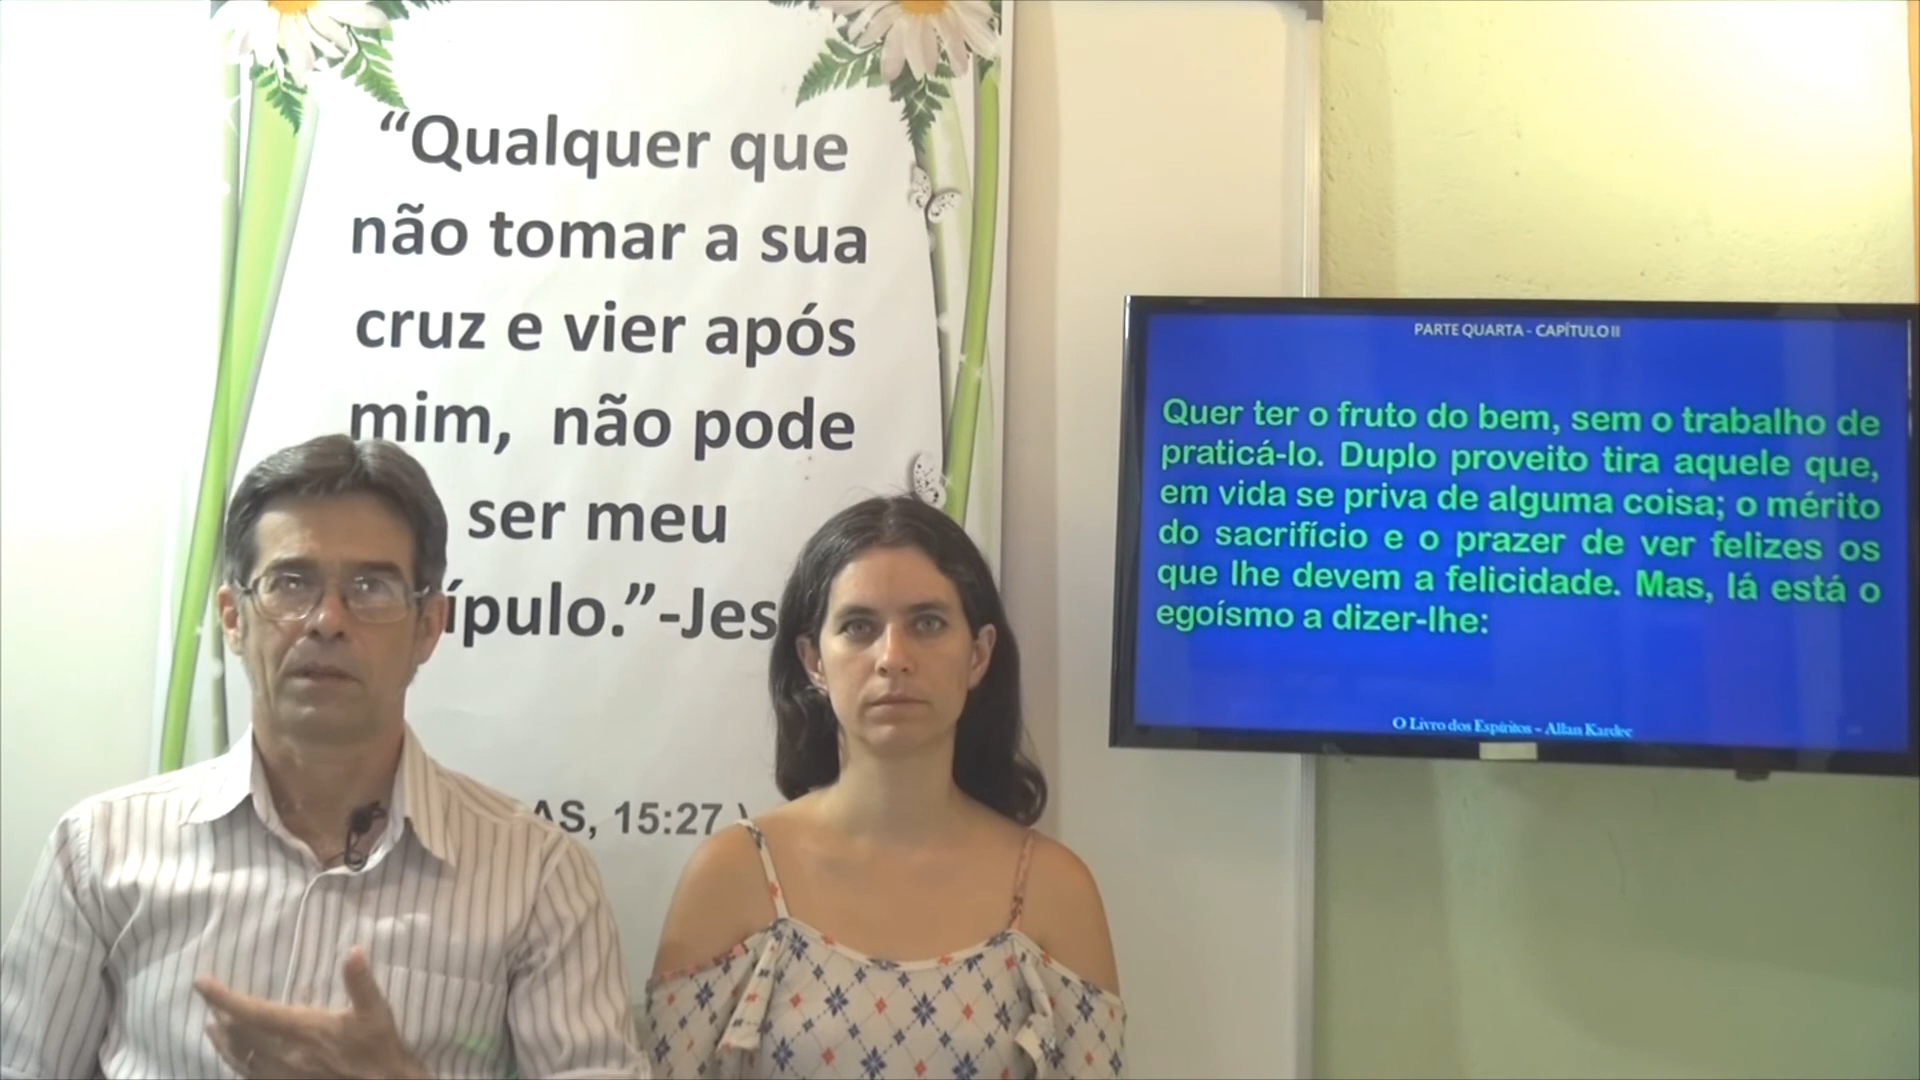 “Qualquer que
não tomar a sua
cruz e vier após
mim, não pode
ser meu
15:27 )
PARTE QUARTA - CAPÍTULO II
Quer ter o fruto do bem, sem o trabalho de
praticá-lo. Duplo proveito tira aquele que,
em vida se priva de alguma coisa; o mérito
do sacrifício e o prazer de ver felizes os
que lhe devem a felicidade. Mas, lá está o
egoísmo a dizer-lhe:
O Livro dos Espíritos - Allan Kardec